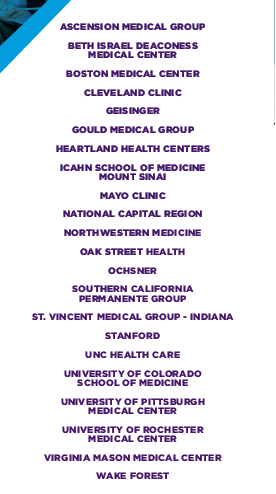 ASCENSION MEDICAL GROUP
BETH ISRAEL DEACONESS
MEDICAL CENTER
BOSTON MEDICAL CENTER
CLEVELAND CLINIC
GEISINGER
GOULD MEDICAL GROUP
HEARTLAND HEALTH CENTERS
ICAHN SCHOOL OF MEDICINE
MOUNT SINAI
MAYO CLINIC
NATIONAL CAPITAL REGION
NORTHWESTERN MEDICINE
OAK STREET HEALTH
OCHSNER
SOUTHERN CALIFORNIA
PERMANENTE GROUP
ST. VINCENT MEDICAL GROUP - INDIANA
STANFORD
UNC HEALTH CARE
UNIVERSITY OF COLORADO
SCHOOL OF MEDICINE
UNIVERSITY OF PITTSBURGH
MEDICAL CENTER
UNIVERSITY OF ROCHESTER
MEDICAL CENTER
VIRGINIA MASON MEDICAL CENTER
WAKE FOREST